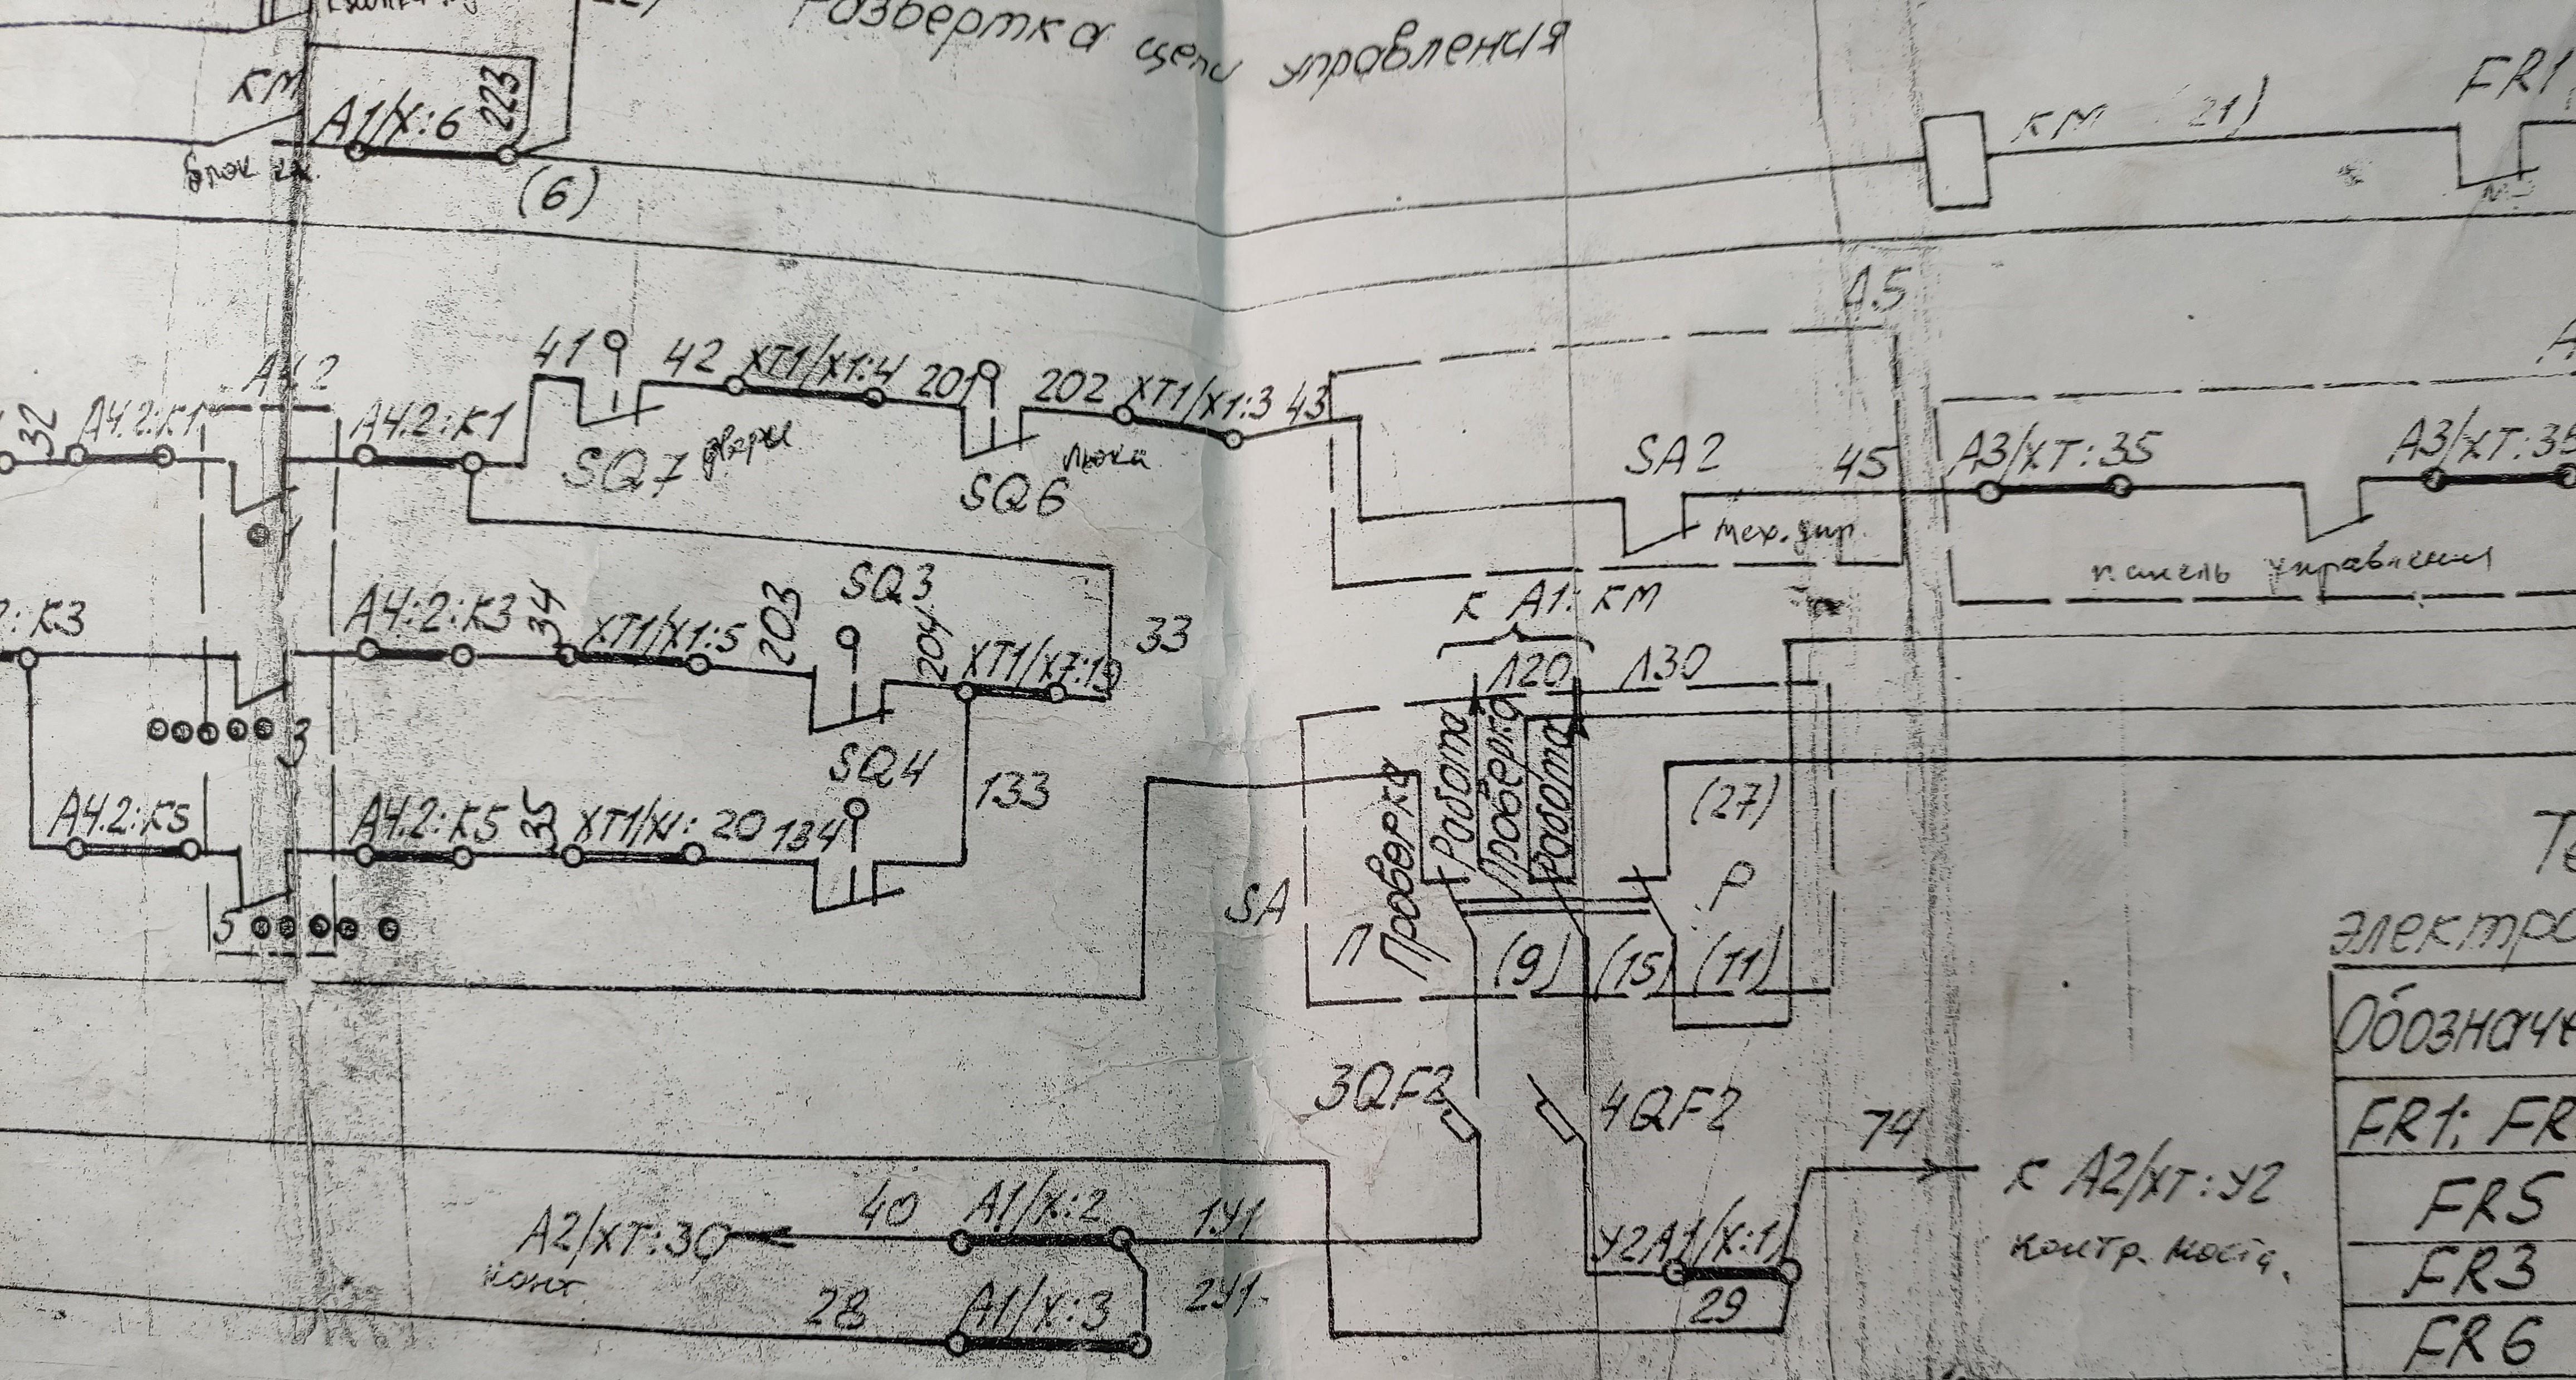 Развертка цепи управления
КМ
А1/Х:6
223
(6)
КМ
21)
FR1
А4.2
А.5
32
А4.2:К1
А4.2:К1
41
42
ХТ1/Х1:4
201
202
ХТ1/Х1:3
43
SQ7
двери
SQ6
люка
SA2
45
мех. дир.
А3/ХТ:35
А3/ХТ:35
панель управления
1
К А1:КМ
:К3
А4:2:К3
34
ХТ1/Х1:5
203
SQ3
204
ХТ1/Х7:19
33
Л20
Л30
3
SQ4
133
Проверка
Работа
Проверка
Работа
(27)
А4.2:К5
А4.2:К5
ХТ1/Х1:20
134
5
SA
П
Р
(9)
(15)
(11)
электро
Обозначе
3QF2
4QF2
FR1; FR
74
К А2/ХТ:У2
контр. моста.
FR5
А2/ХТ:30
40
А1/Х:2
1У1
У2
А1/Х:1
FR3
28
А1/Х:3
2У1
29
FR6